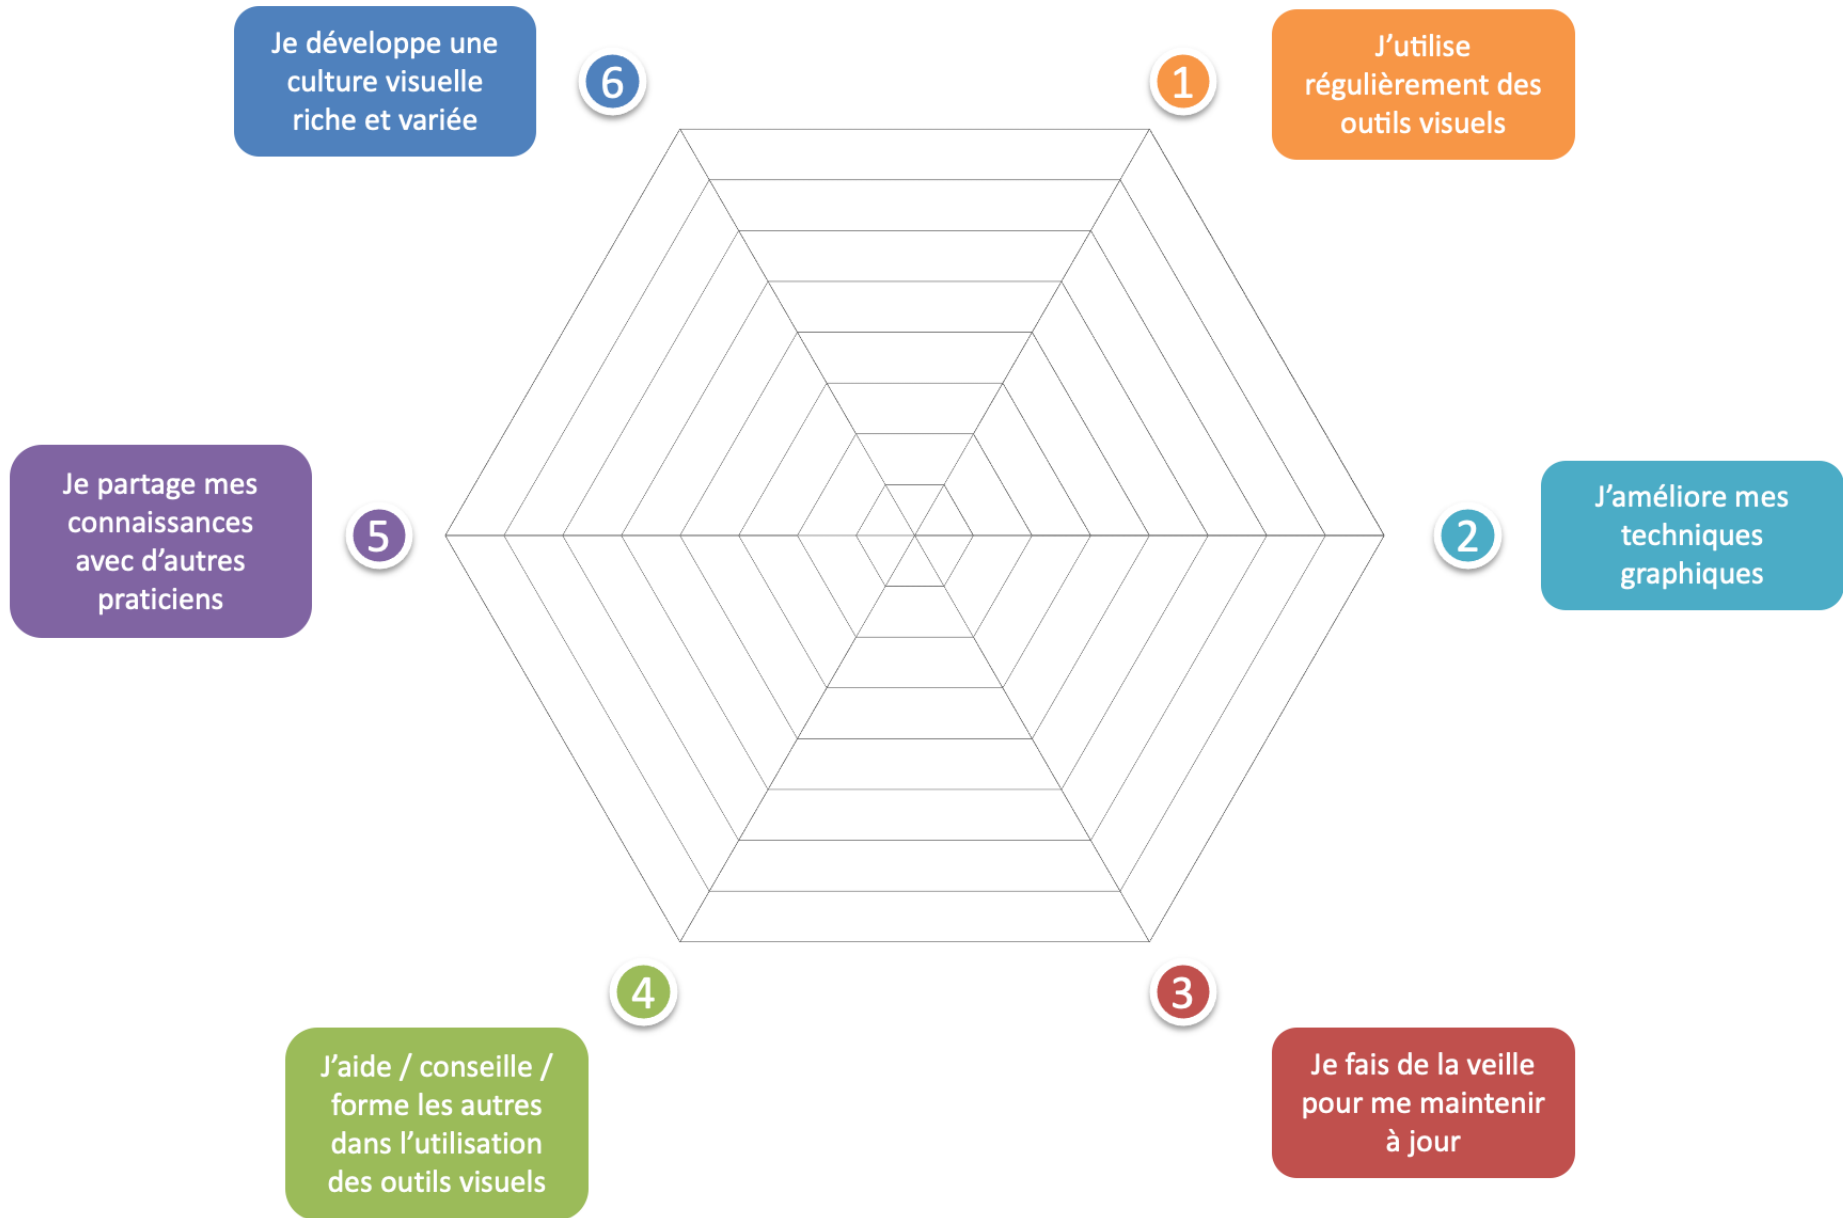 Je développe une
culture visuelle
riche et variée
6
1
J’utilise
régulièrement des
outils visuels
Je partage mes
connaissances
avec d’autres
praticiens
5
2
J’améliore mes
techniques
graphiques
4
3
J’aide / conseille /
forme les autres
dans l’utilisation
des outils visuels
Je fais de la veille
pour me maintenir
à jour